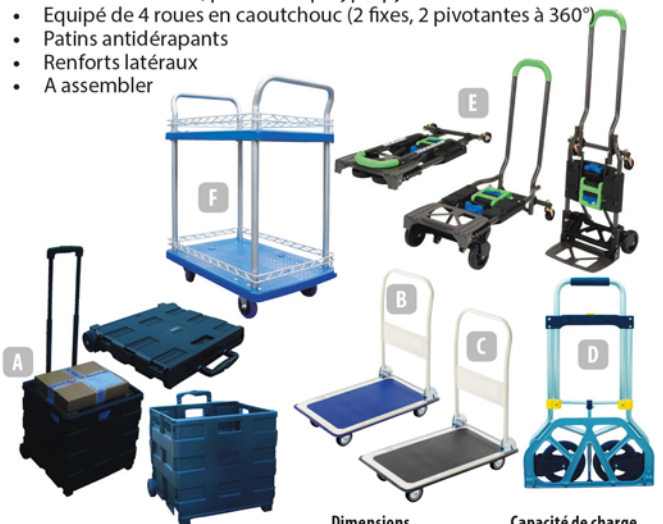 • Equipé de 4 roues en caoutchouc (2 fixes, 2 pivotantes à 360°)
• Patins antidérapants
• Renforts latéraux
• A assembler
E
F
B
A
C
D
Dimensions
Capacité de charge